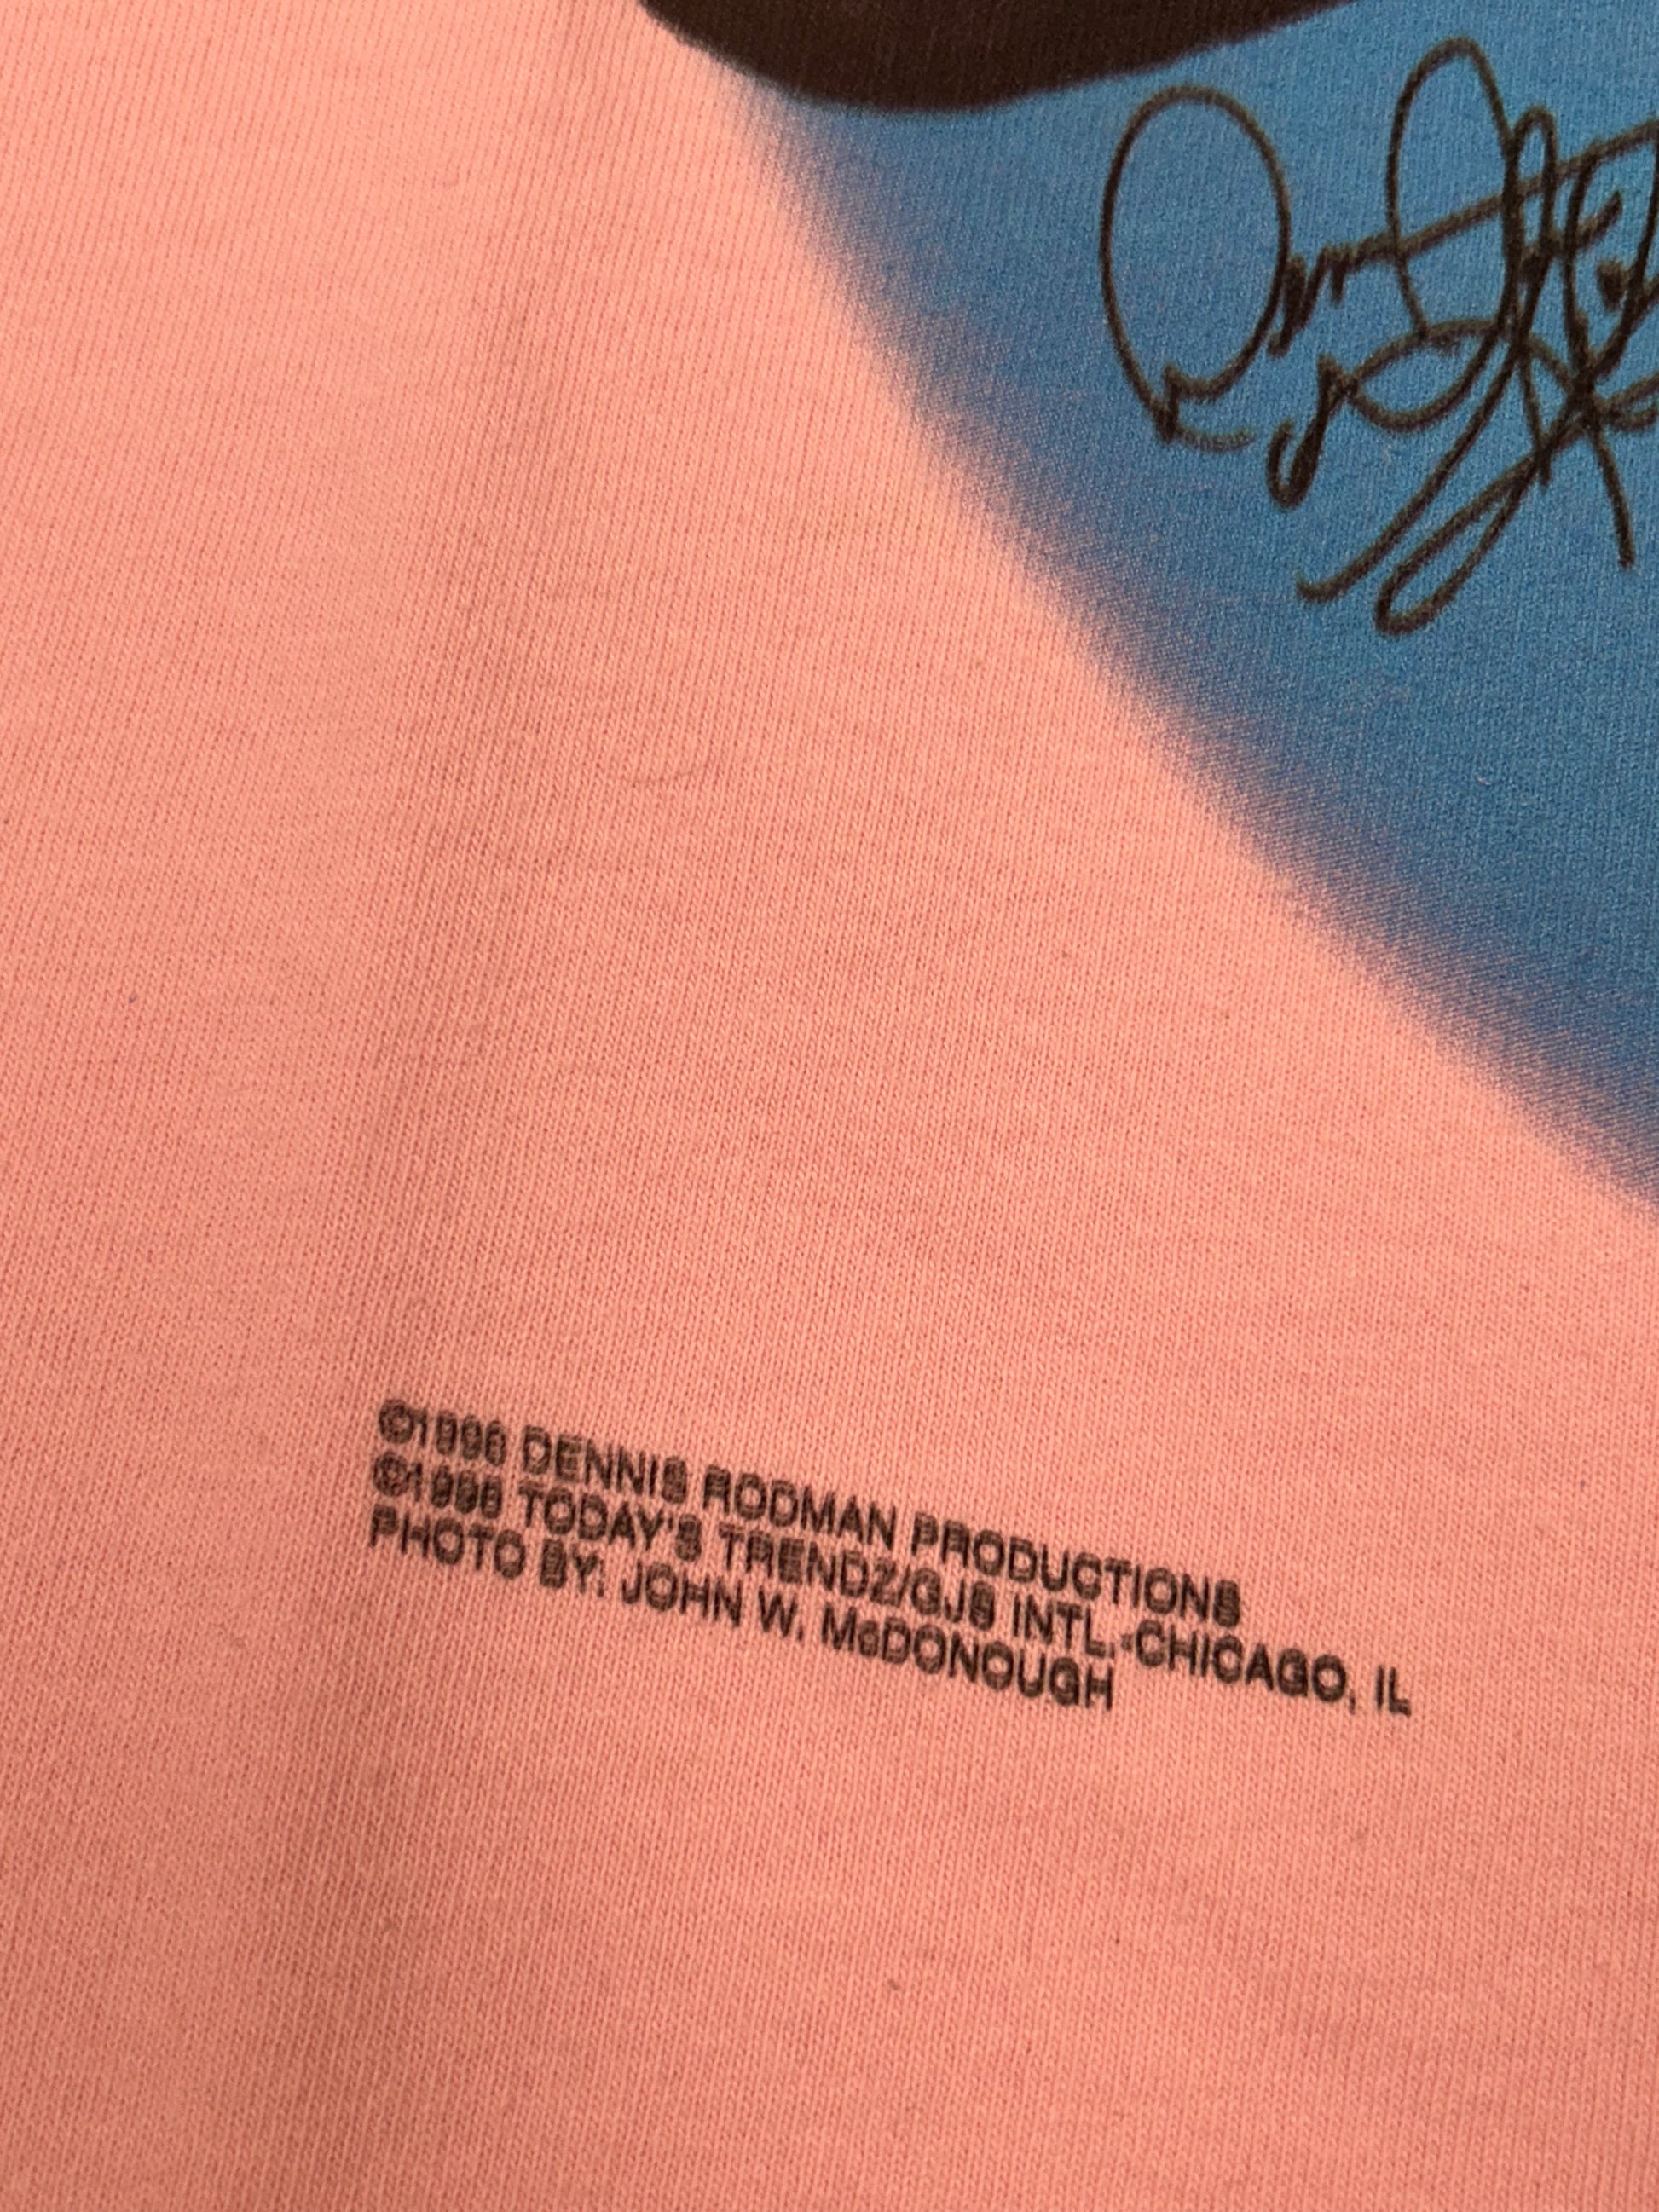 ©1996 DENNIS RODMAN PRODUCTIONS
©1996 TODAY'S TRENDZ/GJS INTL.-CHICAGO, IL
PHOTO BY: JOHN W. McDONOUGH